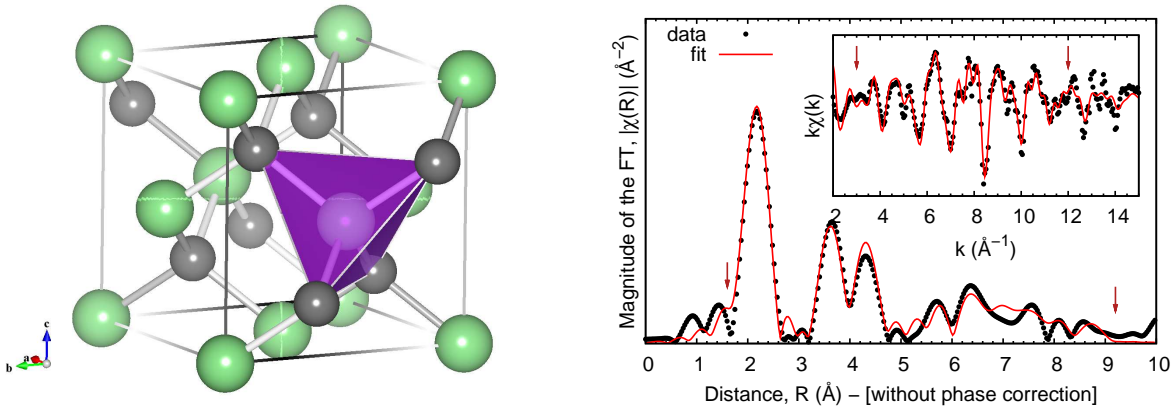 c
a
b
data
fit
Magnitude of the FT, |χ(R)| (Å⁻²)
0 1 2 3 4 5 6 7 8 9 10
Distance, R (Å) − [without phase correction]
kχ(k)
2 4 6 8 10 12 14
k (Å⁻¹)